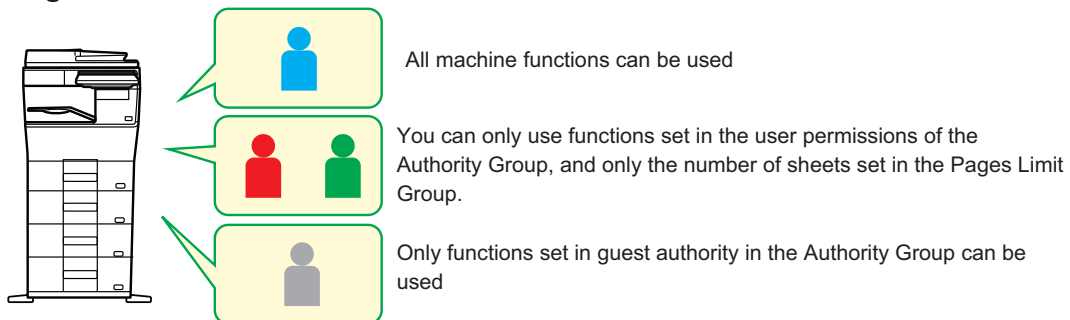 All machine functions can be used
You can only use functions set in the user permissions of the
Authority Group, and only the number of sheets set in the Pages Limit
Group.
Only functions set in guest authority in the Authority Group can be
used